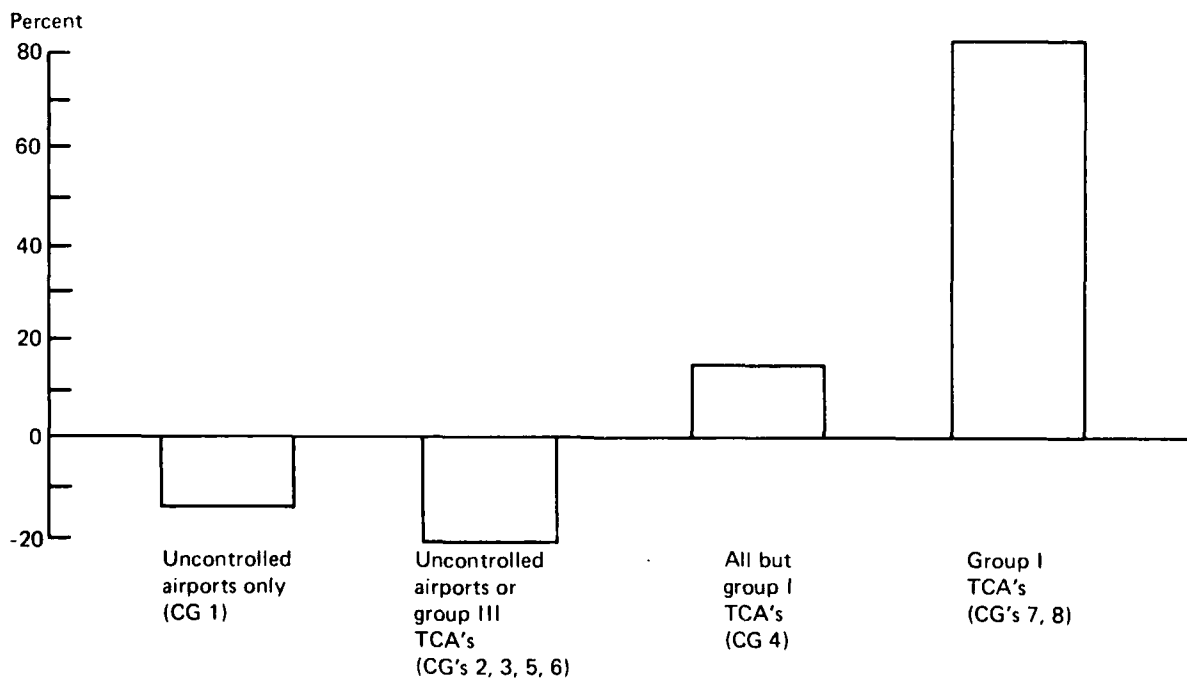 Percent
80
60
40
20
0
-20
Uncontrolled
airports only
(CG 1)
Uncontrolled
airports or
group III
TCA's
(CG's 2, 3, 5, 6)
All but
group I
TCA's
(CG 4)
Group I
TCA's
(CG's 7, 8)